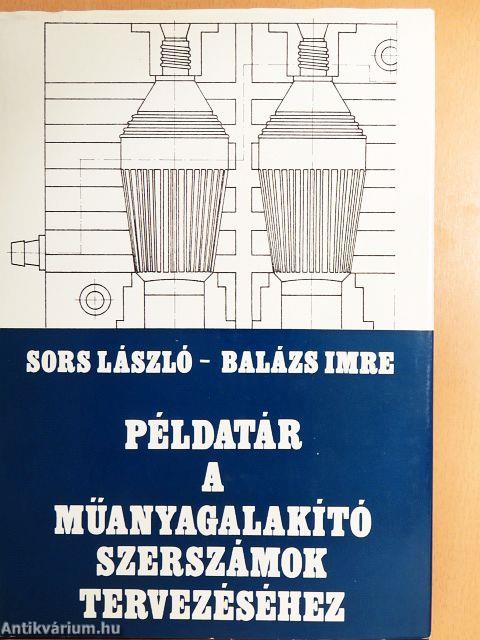 SORS LÁSZLÓ - BALÁZS IMRE
PÉLDATÁR
A
MŰANYAGALAKÍTÓ
SZERSZÁMOK
TERVEZÉSÉHEZ
Antikvárium.hu